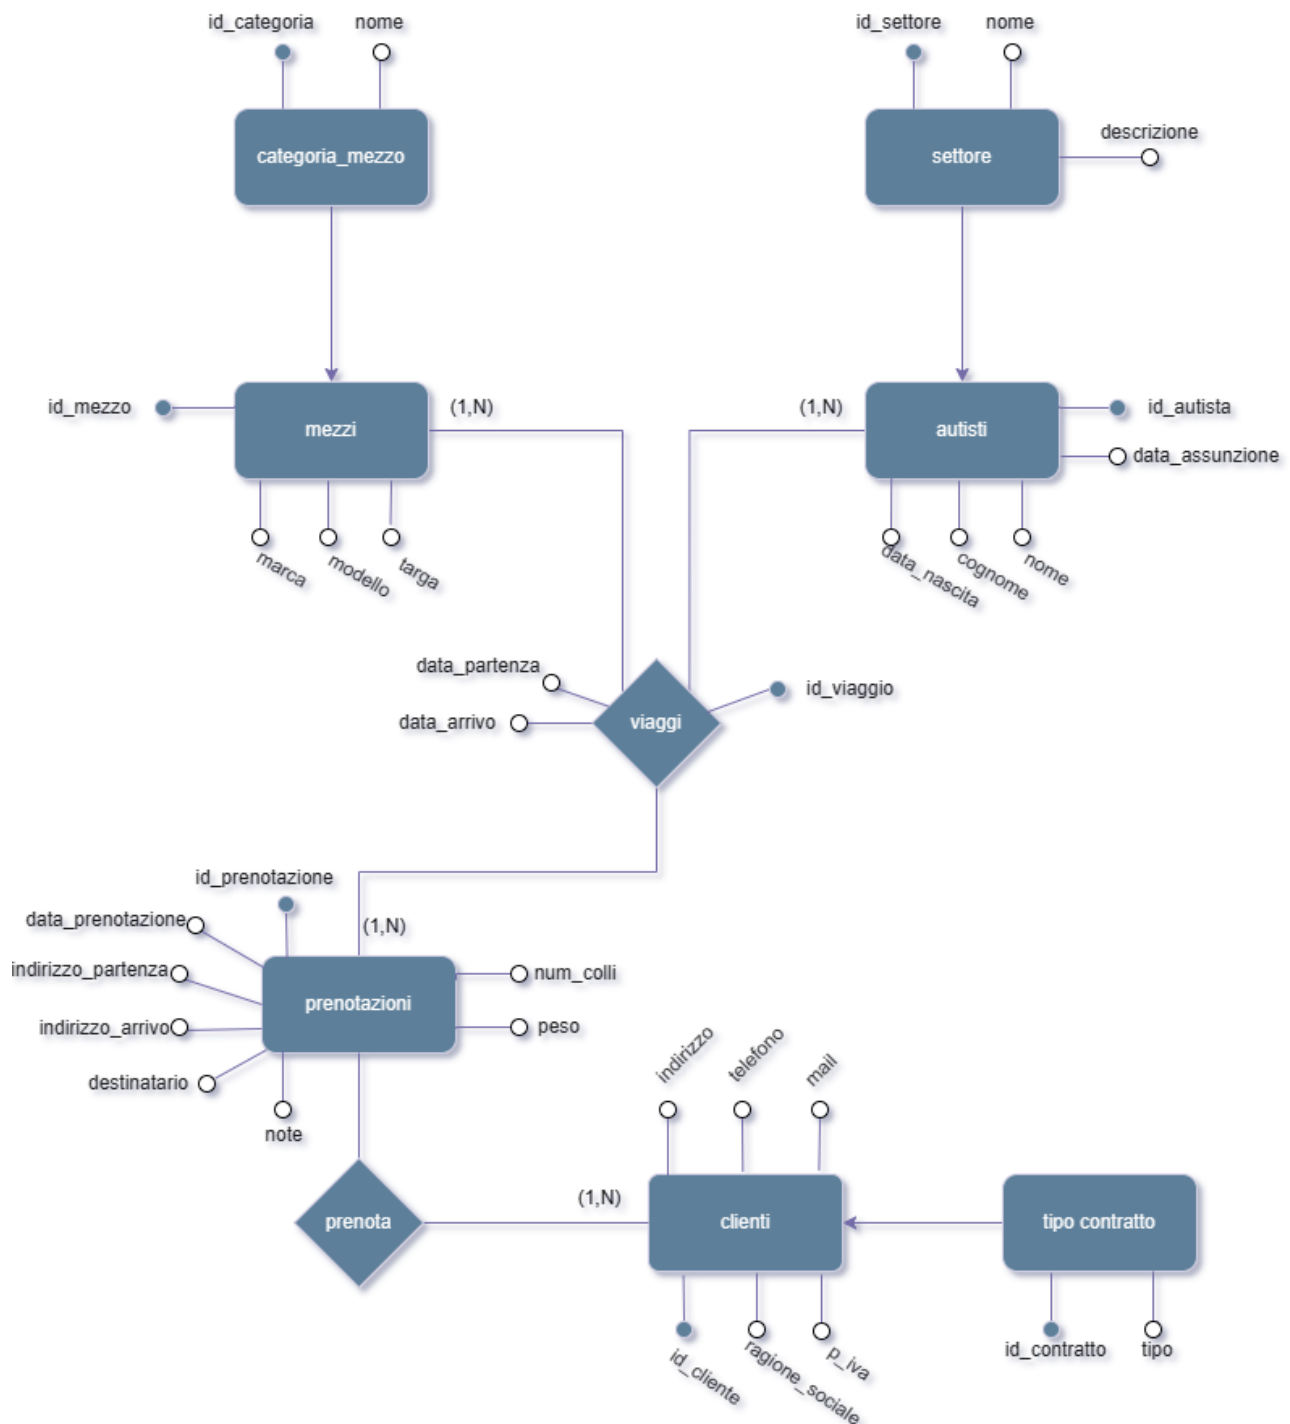 id_categoria
nome
id_settore
nome
categoria_mezzo
settore
descrizione
id_mezzo
mezzi
(1,N)
(1,N)
autisti
id_autista
data_assunzione
marca
modello
targa
data_nascita
cognome
nome
data_partenza
data_arrivo
viaggi
id_viaggio
id_prenotazione
data_prenotazione
(1,N)
indirizzo_partenza
num_colli
prenotazioni
indirizzo_arrivo
peso
destinatario
note
indirizzo
telefono
mail
prenota
(1,N)
clienti
tipo contratto
id_cliente
ragione_sociale
p_iva
id_contratto
tipo